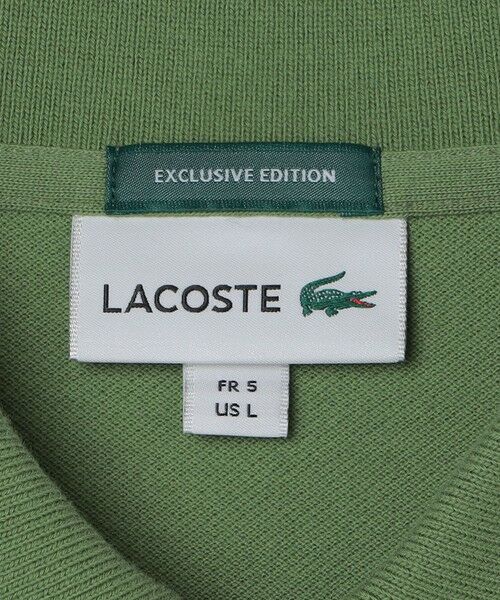 EXCLUSIVE EDITION
LACOSTE
FR 5
US L